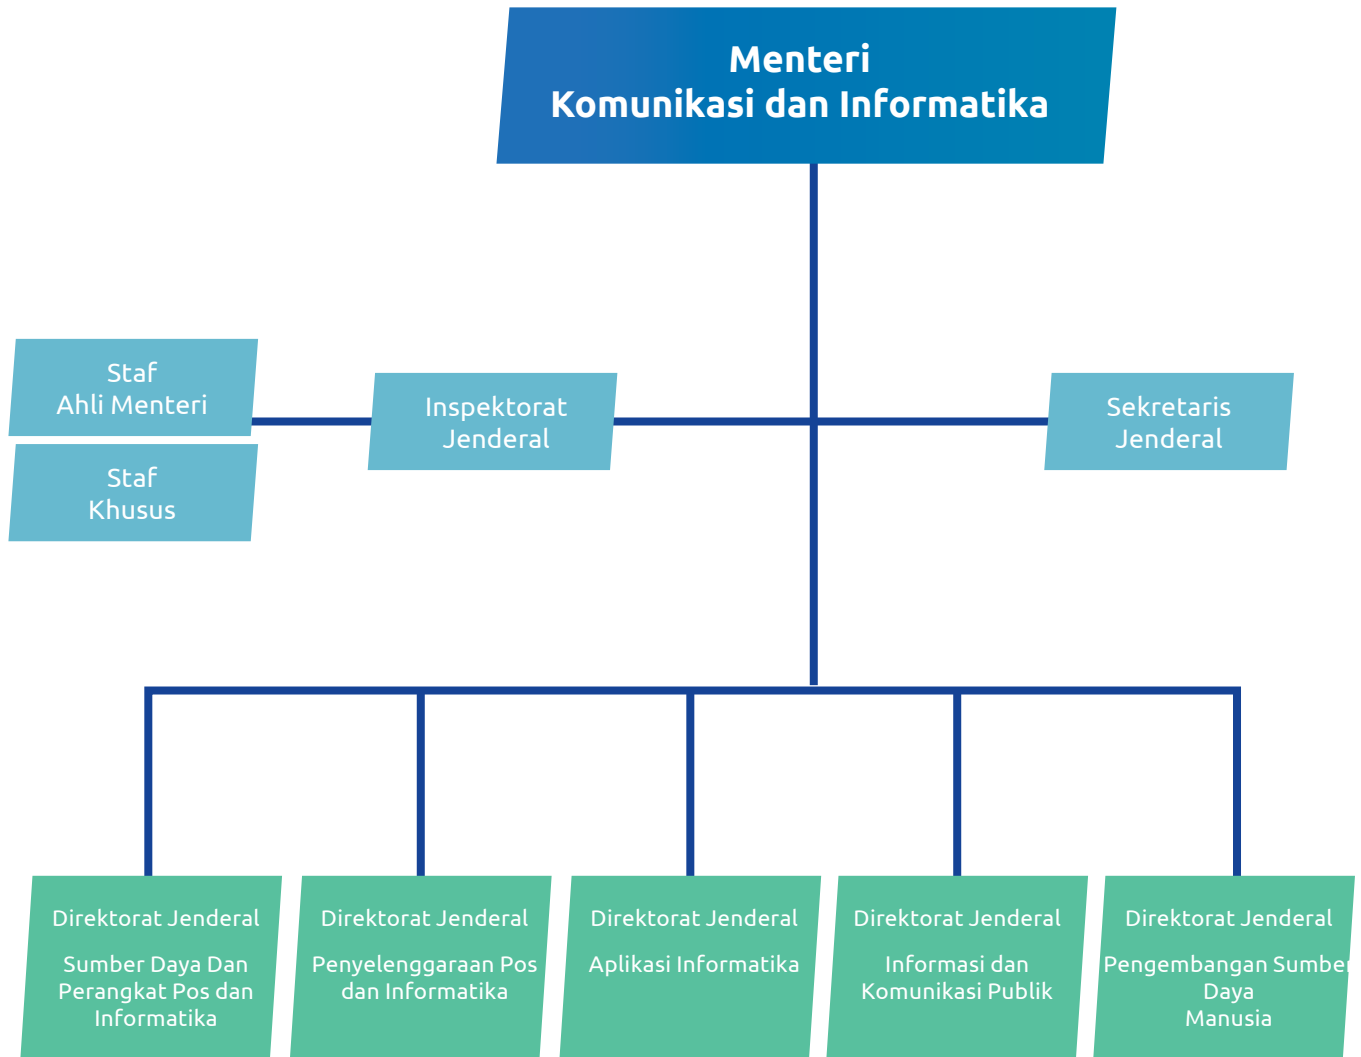 Menteri
Komunikasi dan Informatika
Staf
Ahli Menteri
Staf
Khusus
Inspektorat
Jenderal
Sekretaris
Jenderal
Direktorat Jenderal
Sumber Daya Dan
Perangkat Pos dan
Informatika
Direktorat Jenderal
Penyelenggaraan Pos
dan Informatika
Direktorat Jenderal
Aplikasi Informatika
Direktorat Jenderal
Informasi dan
Komunikasi Publik
Direktorat Jenderal
Pengembangan Sumber
Daya
Manusia